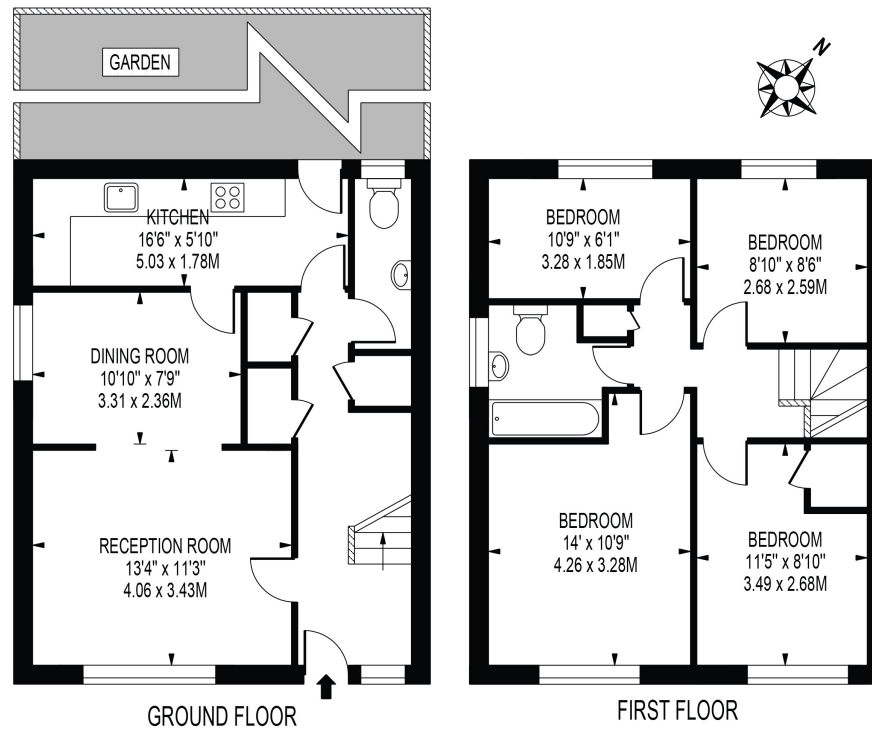 GARDEN
N
KITCHEN
16'6" x 5'10"
5.03 x 1.78M
DINING ROOM
10'10" x 7'9"
3.31 x 2.36M
RECEPTION ROOM
13'4" x 11'3"
4.06 x 3.43M
GROUND FLOOR
BEDROOM
10'9" x 6'1"
3.28 x 1.85M
BEDROOM
8'10" x 8'6"
2.68 x 2.59M
BEDROOM
14' x 10'9"
4.26 x 3.28M
BEDROOM
11'5" x 8'10"
3.49 x 2.68M
FIRST FLOOR